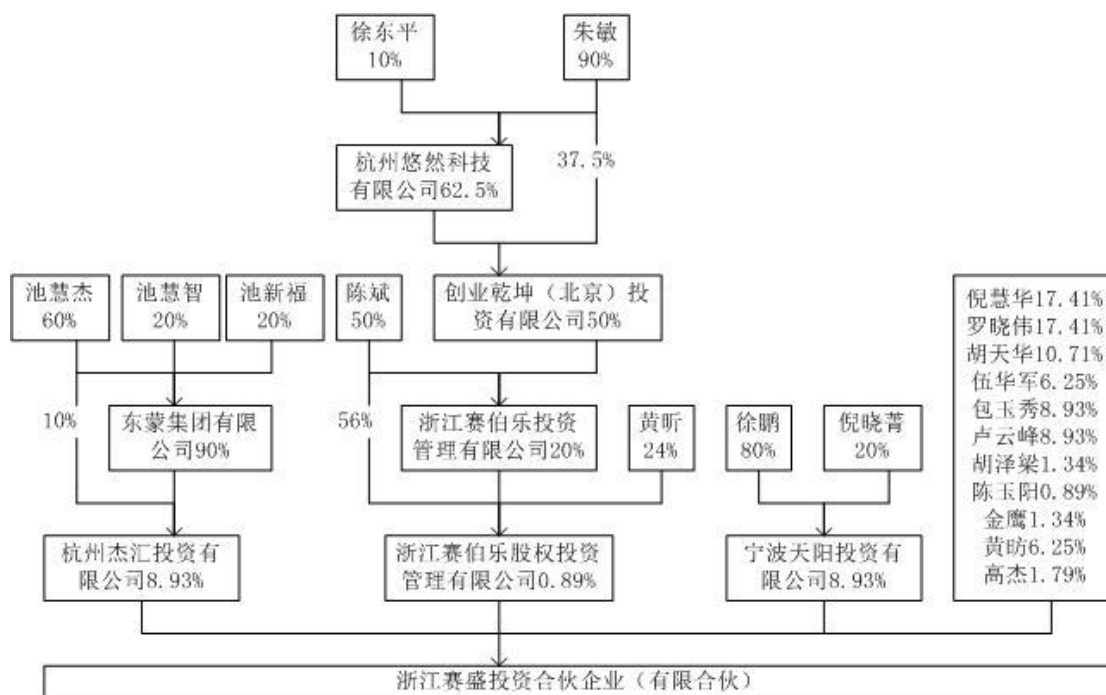 徐东平
10%
朱敏
90%
杭州悠然科技
有限公司62.5%
37.5%
池慧杰
60%
池慧智
20%
池新福
20%
陈斌
50%
创业乾坤（北京）投
资有限公司50%
倪慧华17.41%
罗晓伟17.41%
胡天华10.71%
伍华军6.25%
包玉秀8.93%
卢云峰8.93%
胡泽梁1.34%
陈玉阳0.89%
金鹰1.34%
黄昉6.25%
高杰1.79%
10%
东蒙集团有限
公司90%
56%
浙江赛伯乐投资
管理有限公司20%
黄昕
24%
徐鹏
80%
倪晓菁
20%
杭州杰汇投资有
限公司8.93%
浙江赛伯乐股权投资
管理有限公司0.89%
宁波天阳投资有
限公司8.93%
浙江赛盛投资合伙企业（有限合伙）